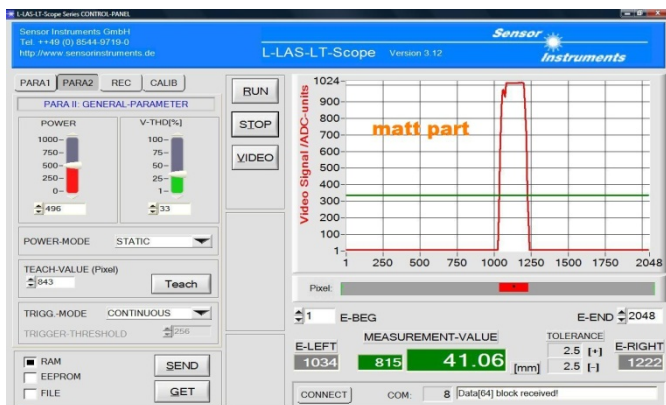 L-LAS-LT-Scope Series CONTROL-PANEL
Sensor Instruments GmbH
Tel. ++49 (0) 8544-9719-0
http://www.sensorinstruments.de
L-LAS-LT-Scope Version 3.12
Sensor
Instruments
PARA1 PARA2 REC CALIB
PARA II: GENERAL-PARAMETER
POWER V-THD[%]
1000-
750-
500-
250-
0-
100-
75-
50-
25-
1-
496
33
POWER-MODE STATIC
TEACH-VALUE (Pixel)
843
Teach
TRIGG.-MODE CONTINUOUS
TRIGGER-THRESHOLD 256
RAM
EEPROM
FILE
SEND
GET
RUN
STOP
VIDEO
Video Signal /ADC-units
1024
900
800
700
600
500
400
300
200
100
1
matt part
1 250 500 750 1000 1250 1500 1750 2048
Pixel:
1 E-BEG
E-END 2048
E-LEFT
1034
MEASUREMENT-VALUE
815 41.06 [mm]
TOLERANCE
2.5 [+]
2.5 [-]
E-RIGHT
1222
CONNECT COM: 8 Data[64] block received!